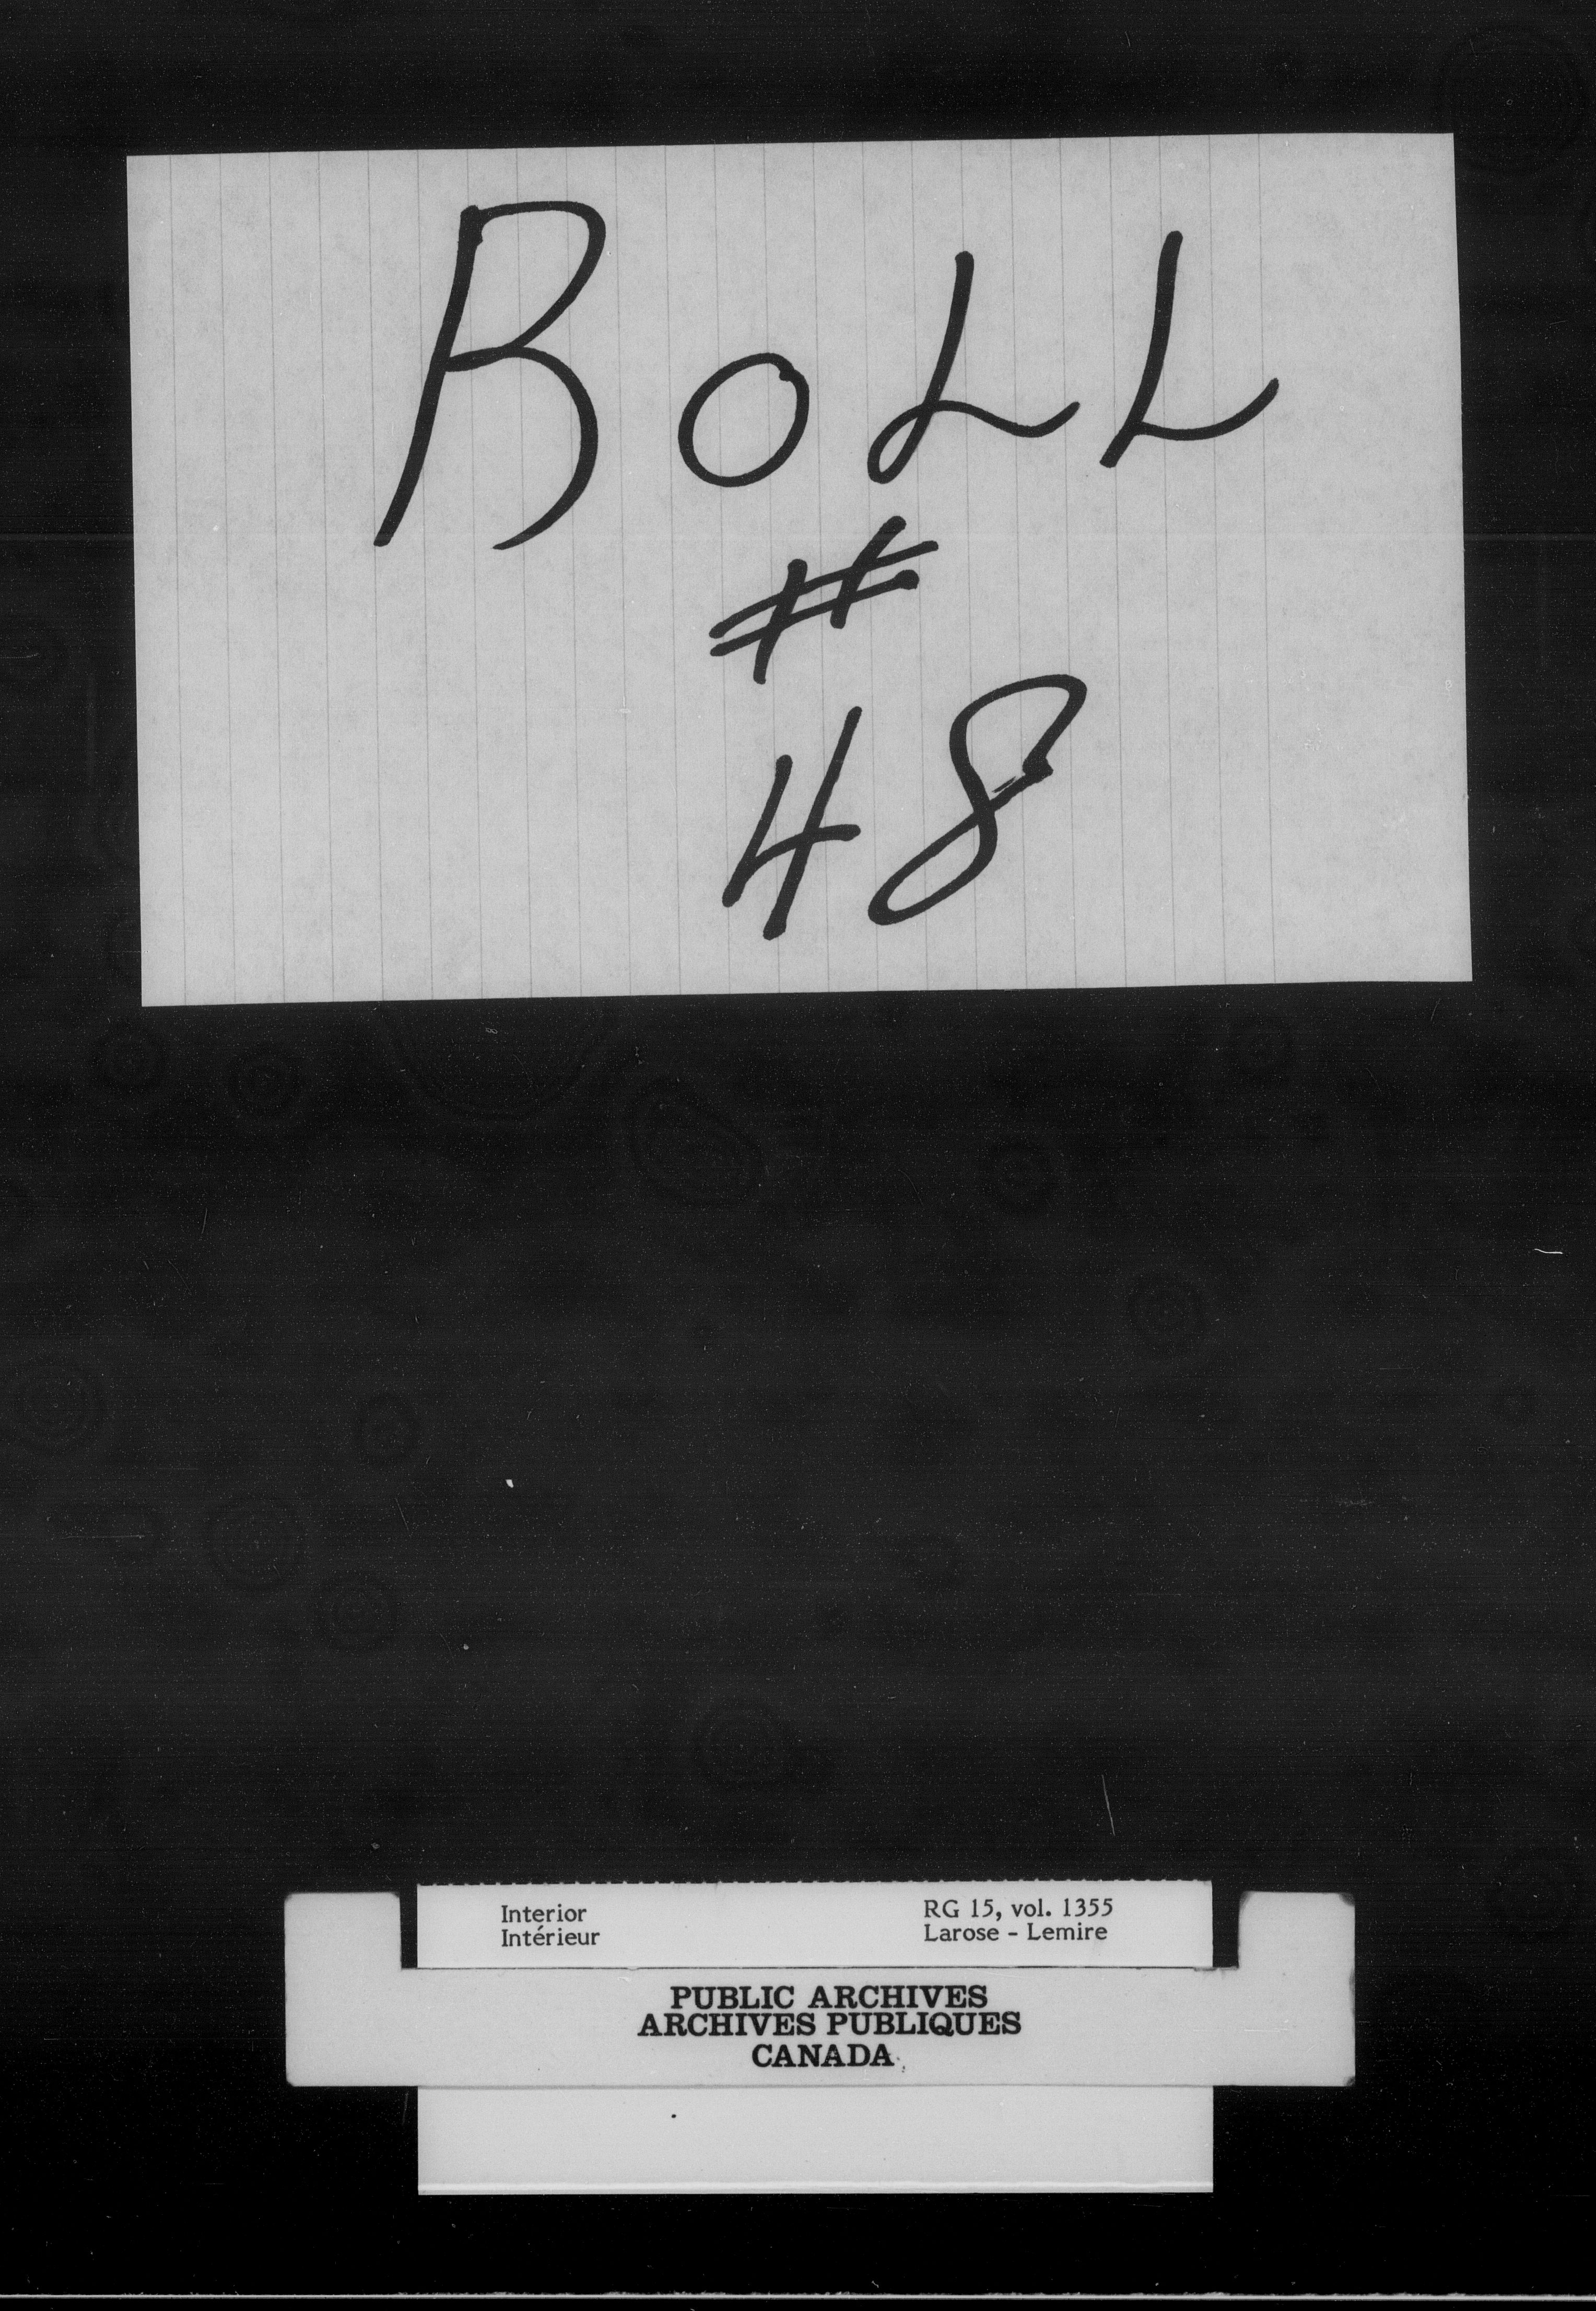 ROLL
#
48
Interior
Intérieur
RG 15, vol. 1355
Larose - Lemire
PUBLIC ARCHIVES
ARCHIVES PUBLIQUES
CANADA